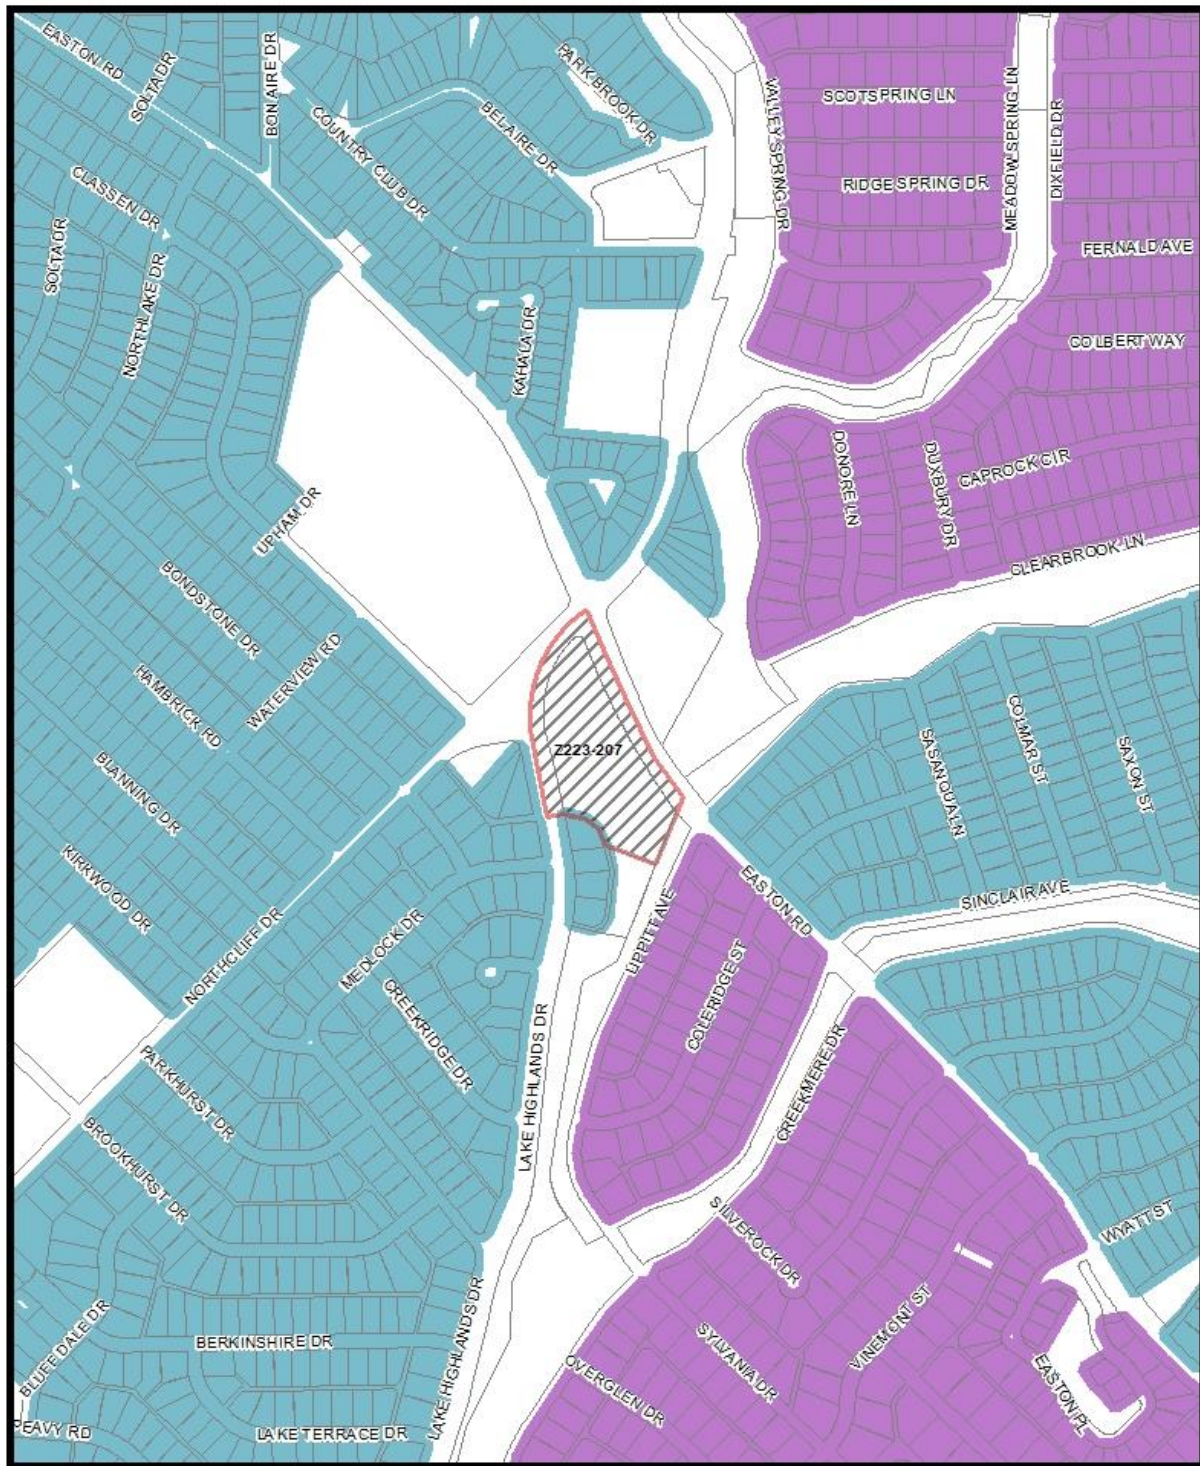 EASTON RD
SOLTA DR
BON AIRE DR
COUNTRY CLUB DR
BELAIRE DR
PARK BROOK DR
VALLEY SPRING DR
SCOTSPRING LN
RIDGE SPRING DR
MEADOW SPRING LN
DIXFIELD DR
FERNALD AVE
COLBERT WAY
CLASSEN DR
SOLTA DR
NORTHLAKE DR
KAHALA DR
DONORE LN
DUXBURY DR
CAPROCK CIR
CLEARBROOK LN
UPHAM DR
BONDSTONE DR
WATERVIEW RD
HAMBRICK RD
BLANNING DR
KIRKWOOD DR
NORTHCLIFF DR
Z223-207
SASANQUA LN
COLMAR ST
SAXON ST
SINCLAIR AVE
EASTON RD
LIPPITT AVE
COLERIDGE ST
MEDLOCK DR
CREEKRIDGE DR
LAKE HIGHLANDS DR
CREEKMERE DR
PARKHURST DR
BROOKHURST DR
SILVEROCK DR
WYATT ST
BLUFF DALE DR
BERKINSHIRE DR
LAKE HIGHLANDS DR
SYLVANIA DR
VINEMONT ST
OVERGLEN DR
EASTON PL
PEAVY RD
LAKE TERRACE DR